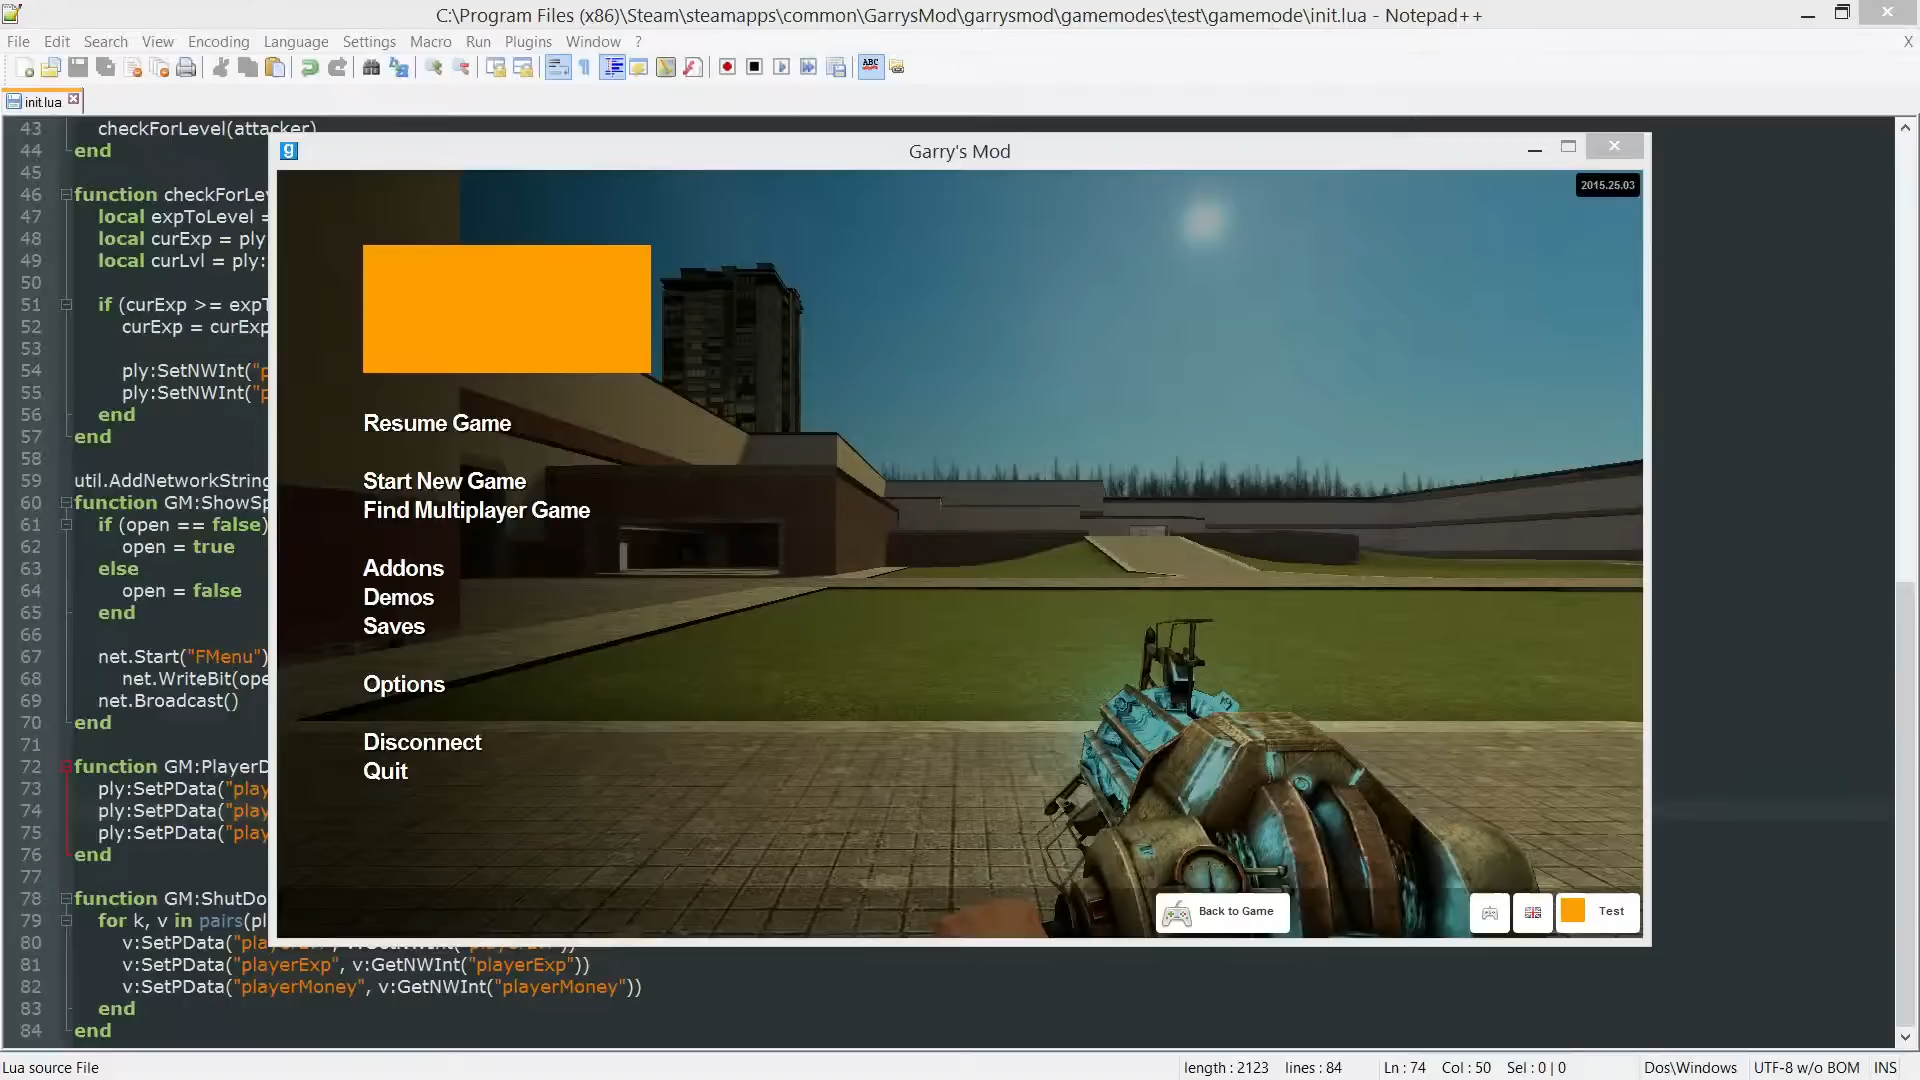 C:\Program Files (x86)\Steam\steamapps\common\GarrysMod\garrysmod\gamemodes\test\gamemode\init.lua - Notepad++
File Edit Search View Encoding Language Settings Macro Run Plugins Window ? X
ABC
init.lua
43 checkForLevel(attacker)
44 end
45
46 function checkForLev
47 local expToLevel =
48 local curExp = ply
49 local curLvl = ply:
50
51 if (curExp >= expT
52 curExp = curExp
53
54 ply:SetNWInt("p
55 ply:SetNWInt("p
56 end
57 end
58
59 util.AddNetworkString
60 function GM:ShowSp
61 if (open == false)
62 open = true
63 else
64 open = false
65 end
66
67 net.Start("FMenu")
68 net.WriteBit(ope
69 net.Broadcast()
70 end
71
72 function GM:PlayerD
73 ply:SetPData("play
74 ply:SetPData("play
75 ply:SetPData("play
76 end
77
78 function GM:ShutDo
79 for k, v in pairs(pl
80 v:SetPData("
81 v:SetPData("playerExp", v:GetNWInt("playerExp"))
82 v:SetPData("playerMoney", v:GetNWInt("playerMoney"))
83 end
84 end
g
Garry's Mod
2015.25.03
Resume Game
Start New Game
Find Multiplayer Game
Addons
Demos
Saves
Options
Disconnect
Quit
Back to Game
Test
Lua source File length : 2123 lines : 84 Ln : 74 Col : 50 Sel : 0 | 0 Dos\Windows UTF-8 w/o BOM INS